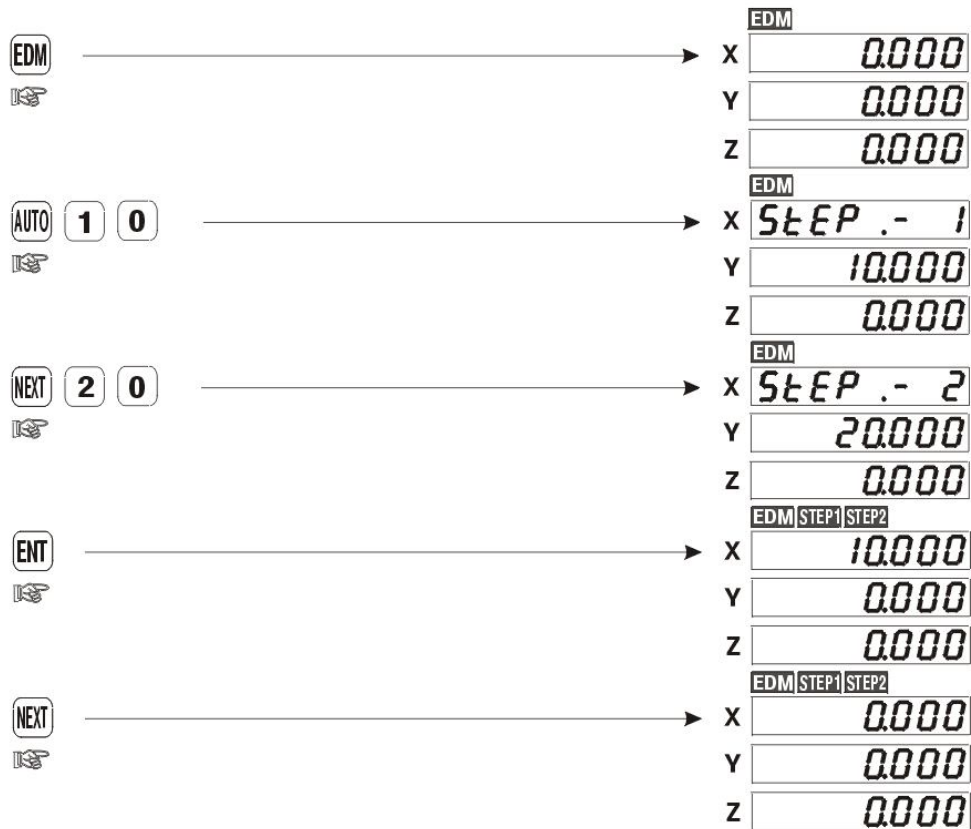 EDM
EDM X 0.000
Y 0.000
Z 0.000
EDM
AUTO 1 0 X StEP .- 1
Y 10.000
Z 0.000
EDM
NEXT 2 0 X StEP .- 2
Y 20.000
Z 0.000
EDM STEP1 STEP2
ENT X 10.000
Y 0.000
Z 0.000
EDM STEP1 STEP2
NEXT X 0.000
Y 0.000
Z 0.000